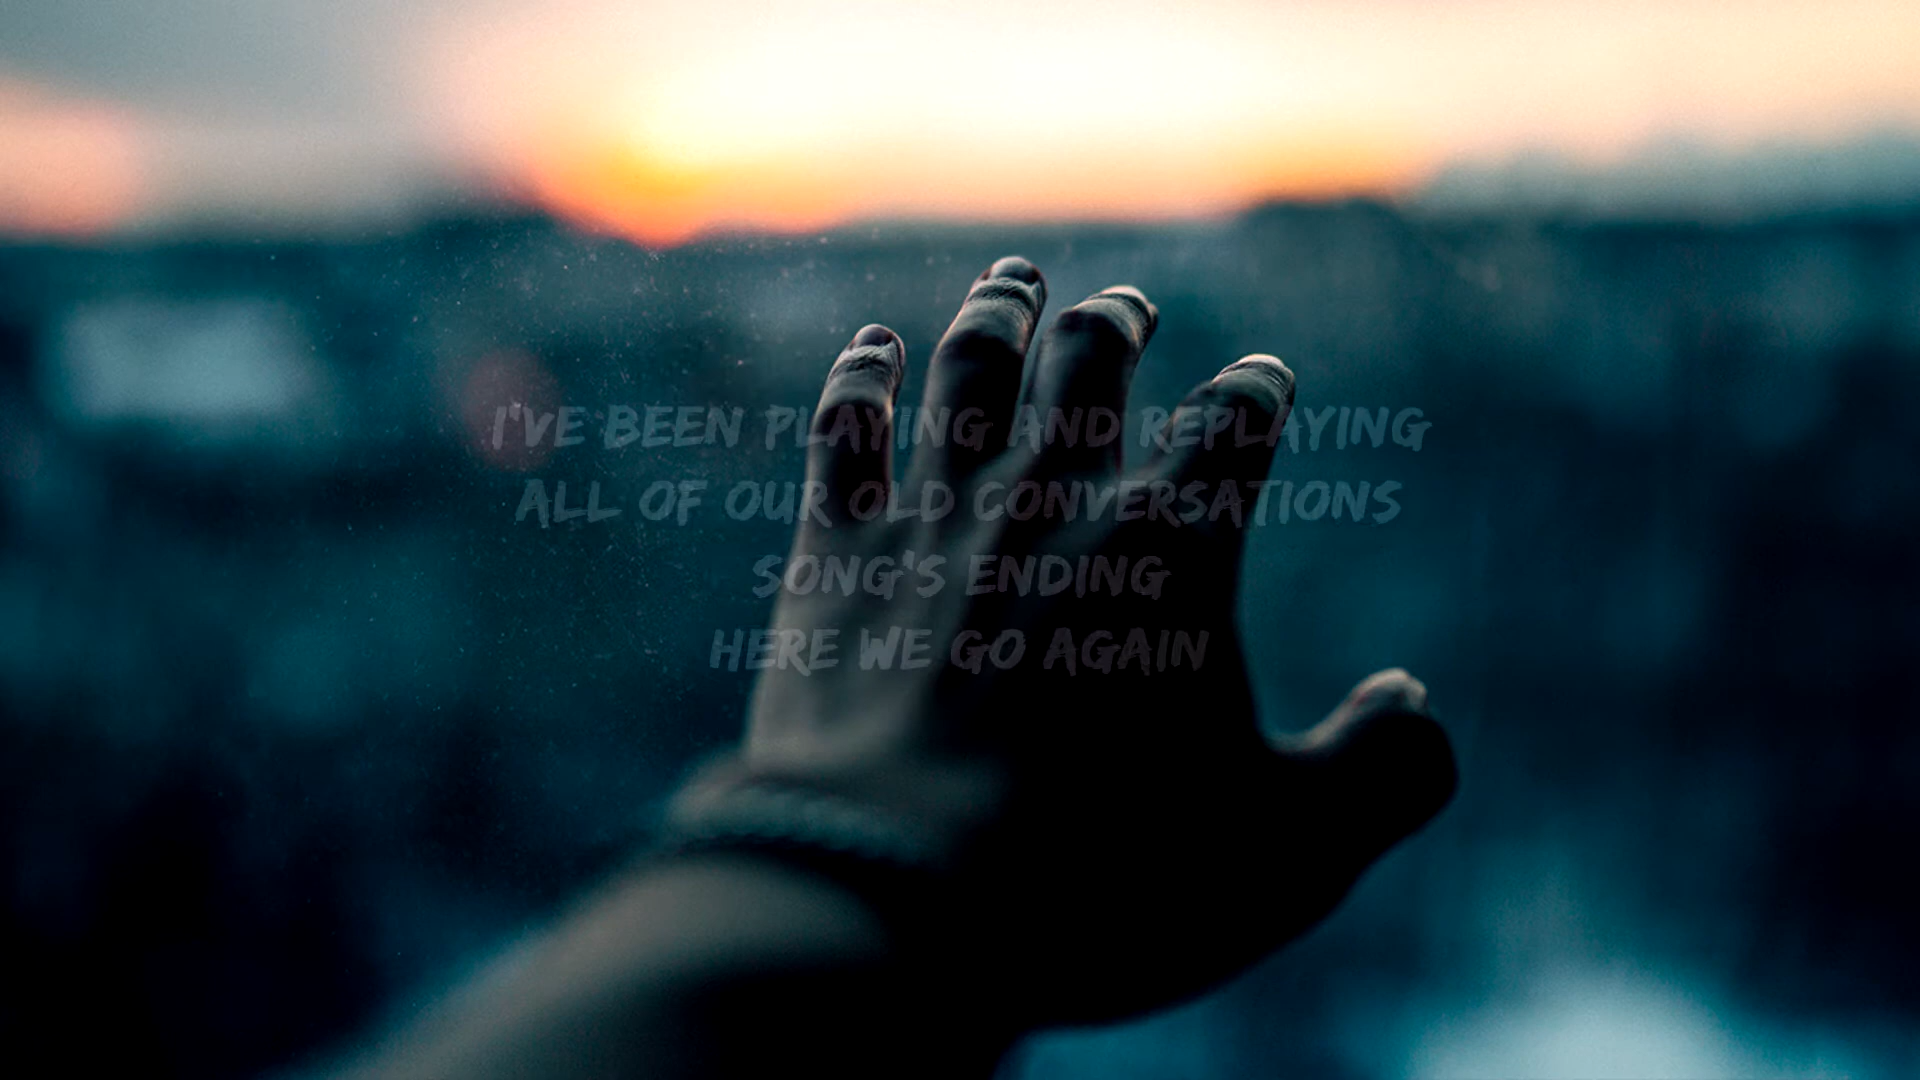 I'VE BEEN PLAYING AND REPLAYING
ALL OF OUR OLD CONVERSATIONS
SONG'S ENDING
HERE WE GO AGAIN